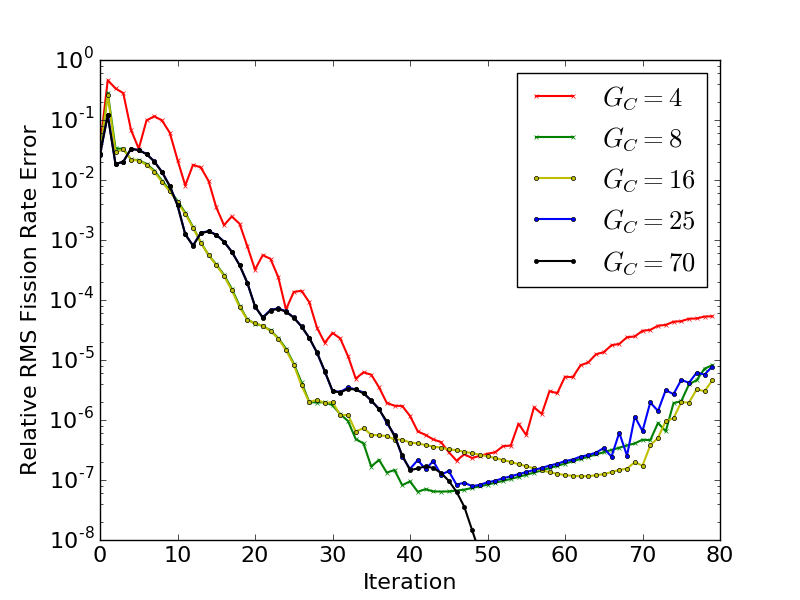 10^0
10^-1
10^-2
10^-3
10^-4
10^-5
10^-6
10^-7
10^-8
Relative RMS Fission Rate Error
G_C = 4
G_C = 8
G_C = 16
G_C = 25
G_C = 70
0 10 20 30 40 50 60 70 80
Iteration